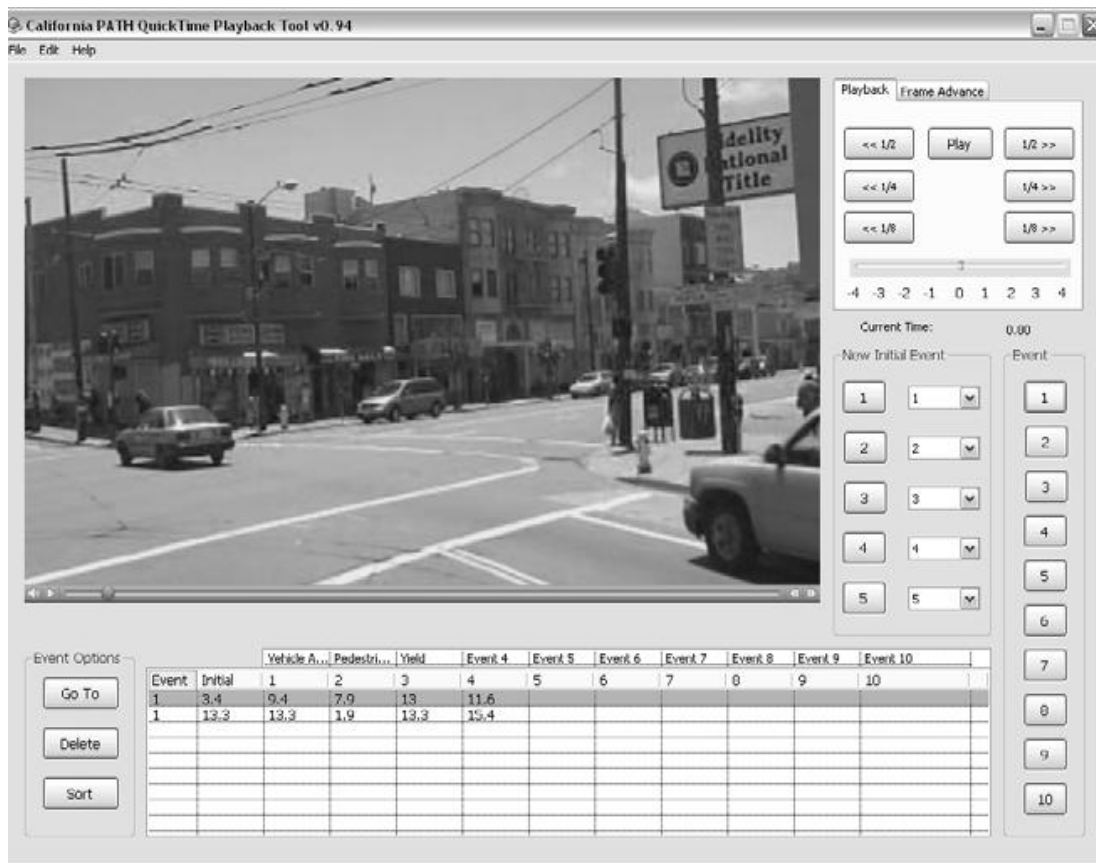 California PATH QuickTime Playback Tool v0.94
File Edit Help
Fidelity
National
Title
Playback Frame Advance
<< 1/2 Play 1/2 >>
<< 1/4 1/4 >>
<< 1/8 1/8 >>
-4 -3 -2 -1 0 1 2 3 4
Current Time: 0.80
New Initial Event
1 1
2 2
3 3
4 4
5 5
Event
1
2
3
4
5
6
7
8
9
10
Event Options
Go To
Delete
Sort
Vehicle A... Pedestri... Yield Event 4 Event 5 Event 6 Event 7 Event 8 Event 9 Event 10
Event Initial 1 2 3 4 5 6 7 8 9 10
1 3.4 9.4 7.9 13 11.6
1 13.3 13.3 1.9 13.3 15.4